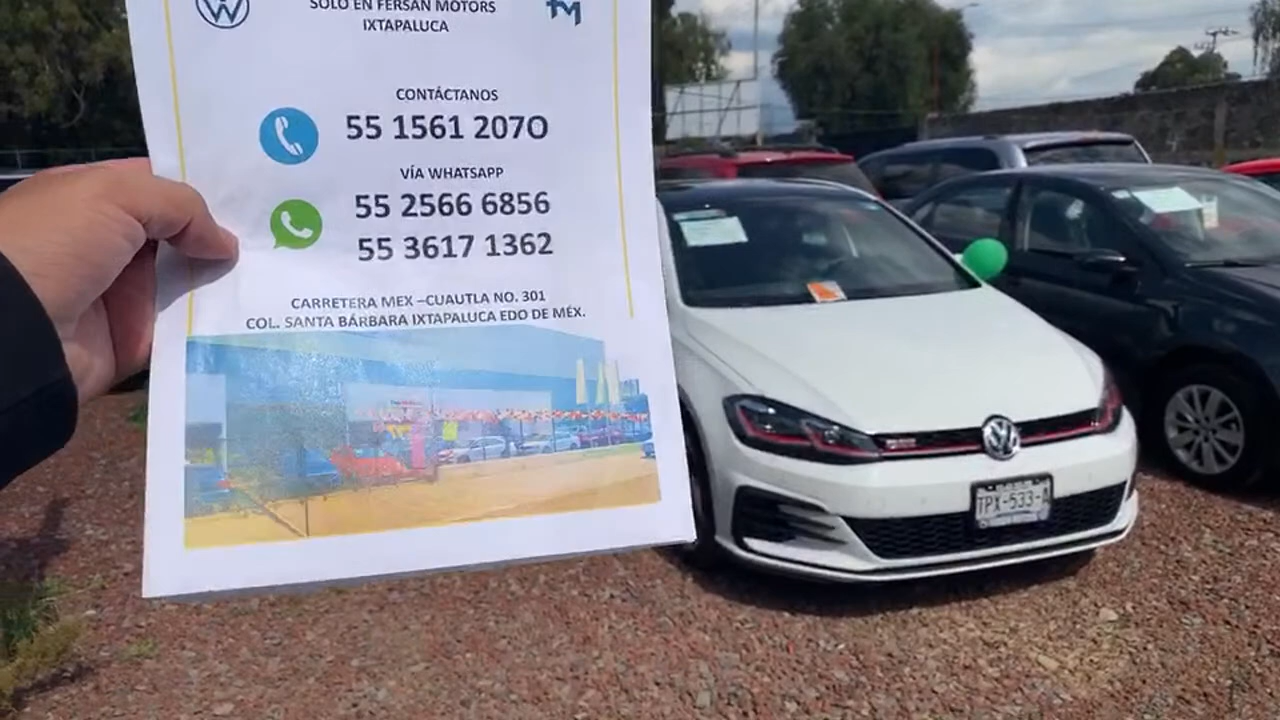 SOLO EN FERSAN MOTORS
IXTAPALUCA
CONTÁCTANOS
55 1561 2070
VÍA WHATSAPP
55 2566 6856
55 3617 1362
CARRETERA MEX –CUAUTLA NO. 301
COL. SANTA BÁRBARA IXTAPALUCA EDO DE MÉX.
TPX-533-A